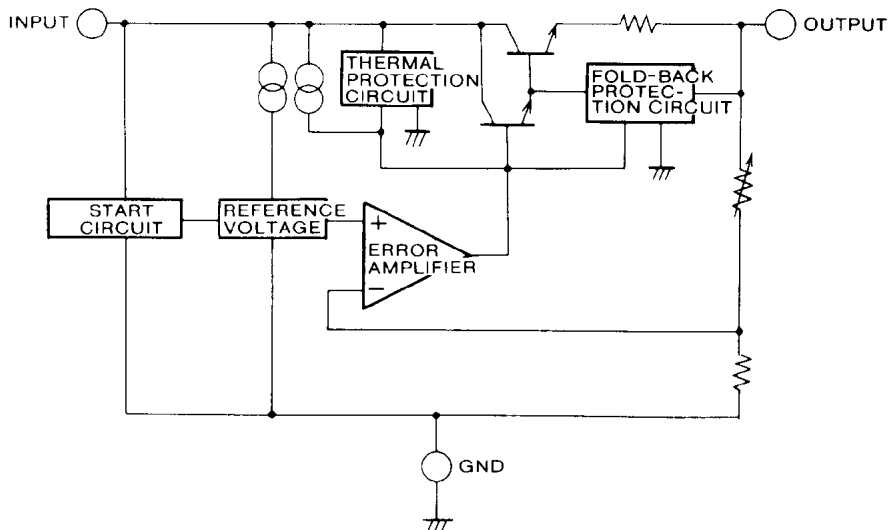 INPUT
OUTPUT
THERMAL
PROTECTION
CIRCUIT
FOLD-BACK
PROTEC-
TION CIRCUIT
START
CIRCUIT
REFERENCE
VOLTAGE
+
ERROR
AMPLIFIER
−
GND